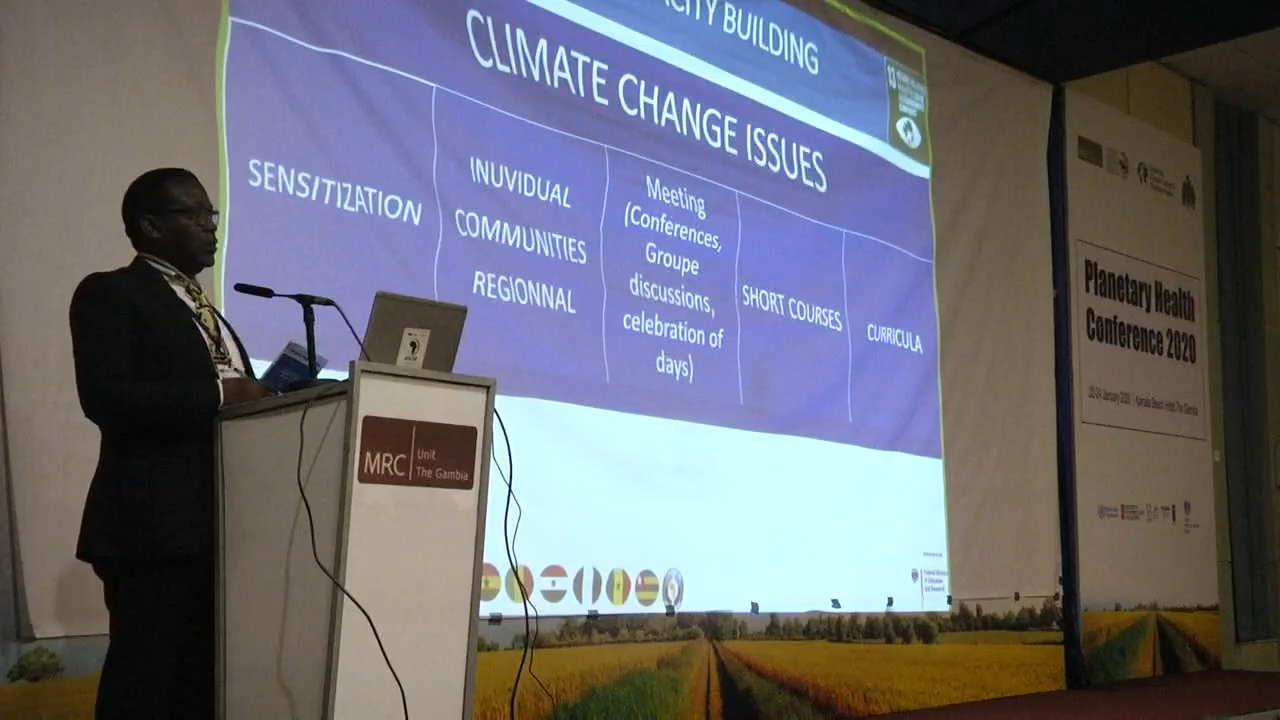 CITY BUILDING
CLIMATE CHANGE ISSUES
SENSITIZATION
INUVIDUAL
COMMUNITIES
REGIONNAL
Meeting
(Conferences,
Groupe
discussions,
celebration of
days)
SHORT COURSES
CURRICULA
13
MRC
Unit
The Gambia
Planetary Health
Conference 2020